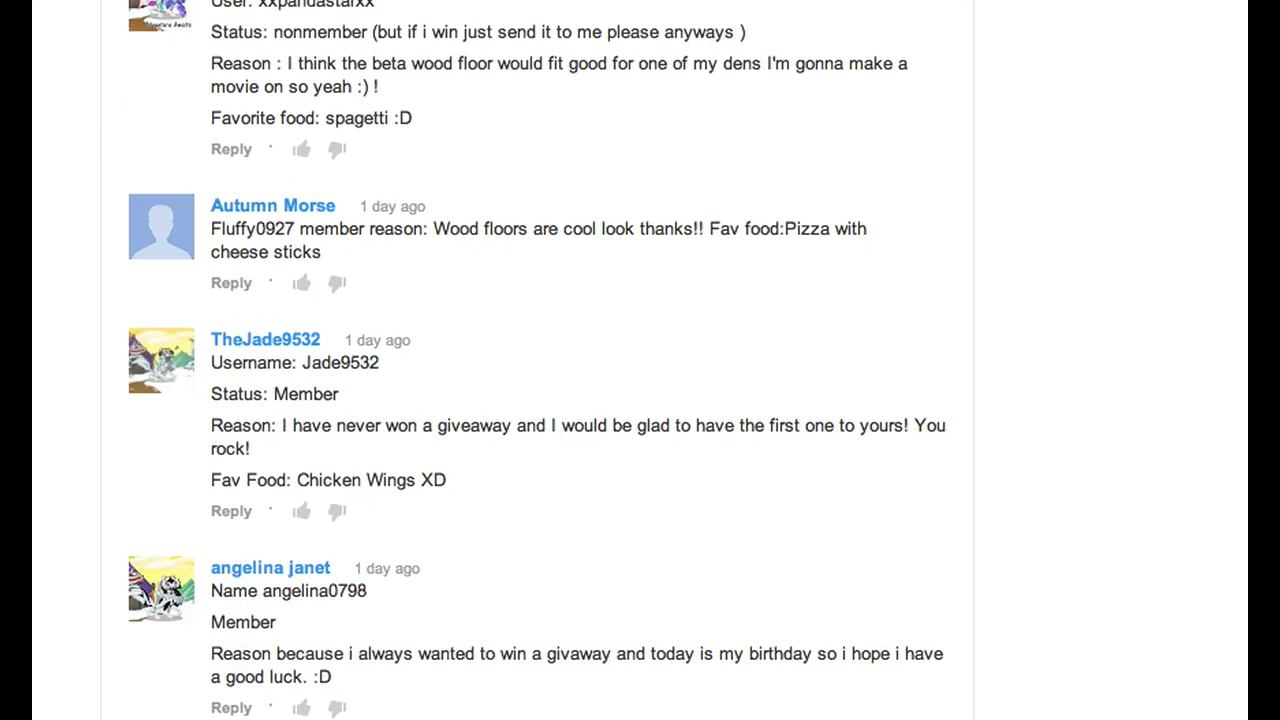 User: xxpandastarxx
Status: nonmember (but if i win just send it to me please anyways )
Reason : I think the beta wood floor would fit good for one of my dens I'm gonna make a
movie on so yeah :) !
Favorite food: spagetti :D
Reply ·
Autumn Morse 1 day ago
Fluffy0927 member reason: Wood floors are cool look thanks!! Fav food:Pizza with
cheese sticks
Reply ·
TheJade9532 1 day ago
Username: Jade9532
Status: Member
Reason: I have never won a giveaway and I would be glad to have the first one to yours! You
rock!
Fav Food: Chicken Wings XD
Reply ·
angelina janet 1 day ago
Name angelina0798
Member
Reason because i always wanted to win a givaway and today is my birthday so i hope i have
a good luck. :D
Reply ·